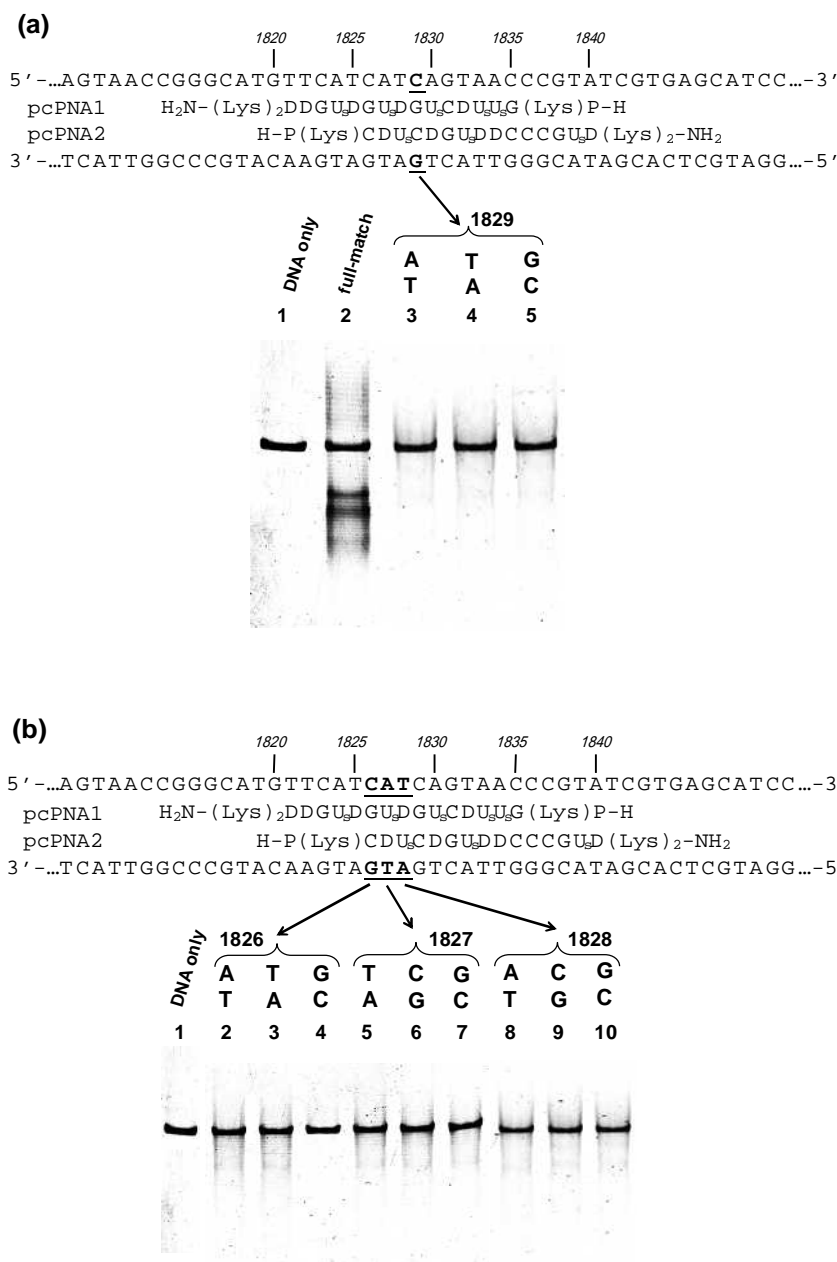 (a)
1820 1825 1830 1835 1840
5'-…AGTAACCGGGCATGTTCATCATCAGTAACCCGTATCGTGAGCATCC…-3'
pcPNA1 H2N-(Lys)2DDGUsDGUsDGUsCDUsUsG(Lys)P-H
pcPNA2 H-P(Lys)CDUsCDGUsDDCCCGUsD(Lys)2-NH2
3'-…TCATTGGCCCGTACAAGTAGTAGTCATTGGGCATAGCACTCGTAGG…-5'
DNA only full-match 1829
A T G
T A C
1 2 3 4 5
(b)
1820 1825 1830 1835 1840
5'-…AGTAACCGGGCATGTTCATCATCAGTAACCCGTATCGTGAGCATCC…-3
pcPNA1 H2N-(Lys)2DDGUsDGUsDGUsCDUsUsG(Lys)P-H
pcPNA2 H-P(Lys)CDUsCDGUsDDCCCGUsD(Lys)2-NH2
3'-…TCATTGGCCCGTACAAGTAGTAGTCATTGGGCATAGCACTCGTAGG…-5
DNA only 1826 1827 1828
A T G T C G A C G
T A C A G C T G C
1 2 3 4 5 6 7 8 9 10